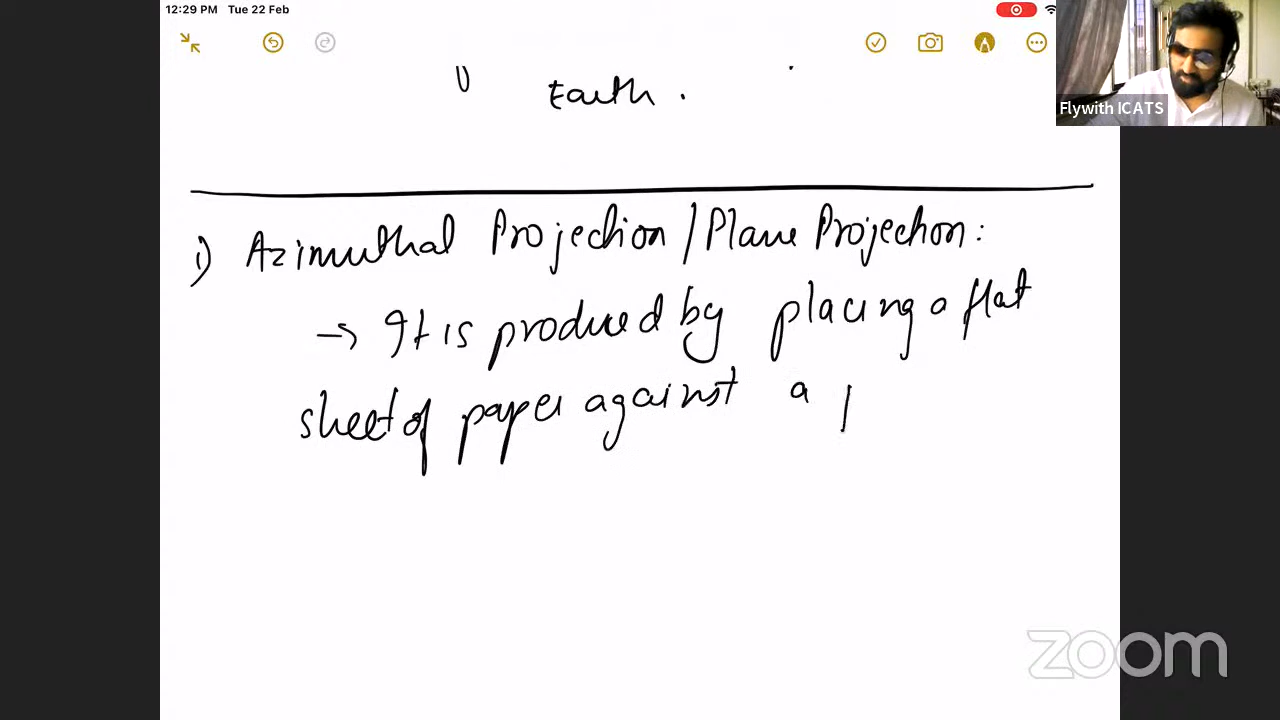 12:29 PM Tue 22 Feb
Flywith ICATS
Earth.
1) Azimuthal Projection / Plane Projection:
→ It is produced by placing a flat
sheet of paper against a
zoom